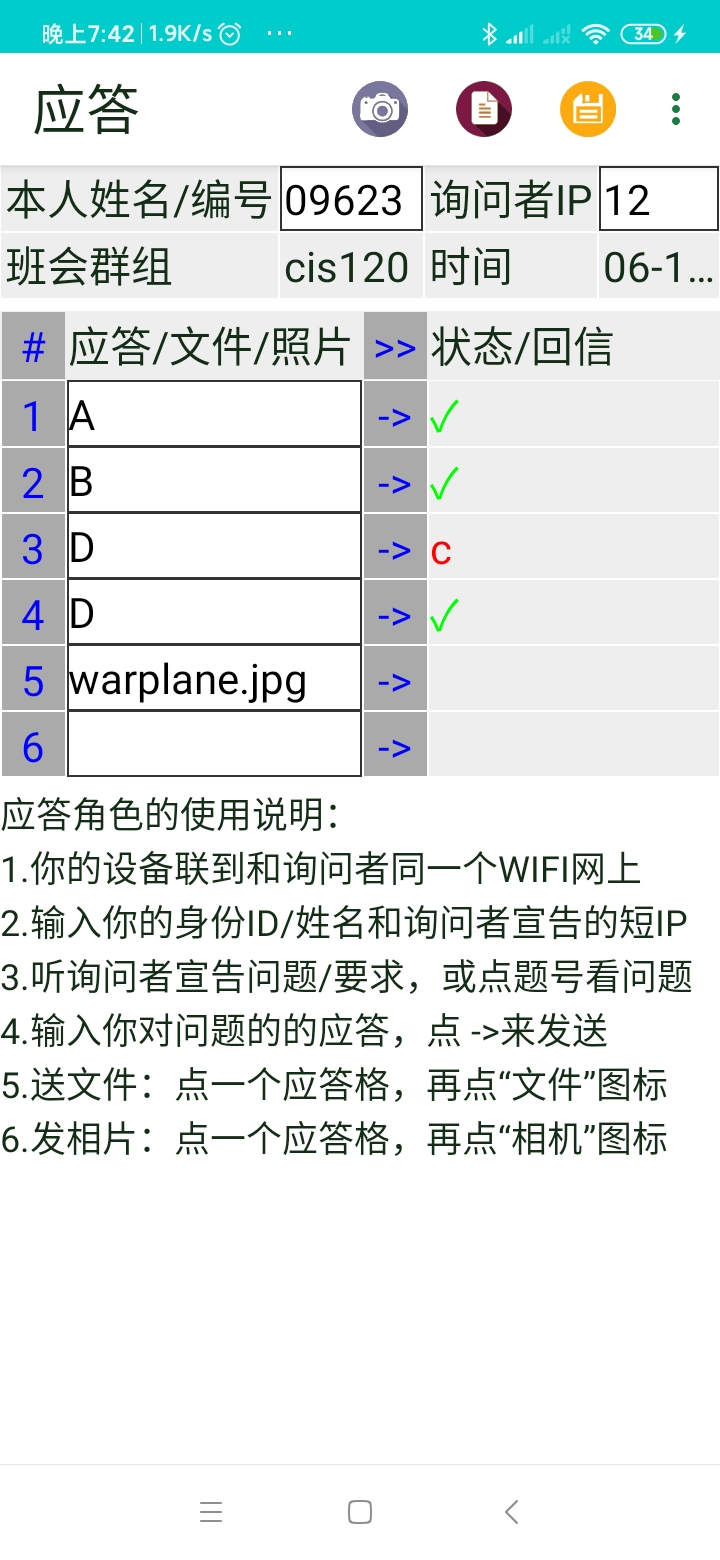 晚上7:42 1.9K/s ... 34
应答
本人姓名/编号 09623 询问者IP 12
班会群组 cis120 时间 06-1...
# 应答/文件/照片 >> 状态/回信
1 A -> ✓
2 B -> ✓
3 D -> c
4 D -> ✓
5 warplane.jpg ->
6 ->
应答角色的使用说明：
1.你的设备联到和询问者同一个WIFI网上
2.输入你的身份ID/姓名和询问者宣告的短IP
3.听询问者宣告问题/要求，或点题号看问题
4.输入你对问题的的应答，点 ->来发送
5.送文件：点一个应答格，再点“文件”图标
6.发相片：点一个应答格，再点“相机”图标